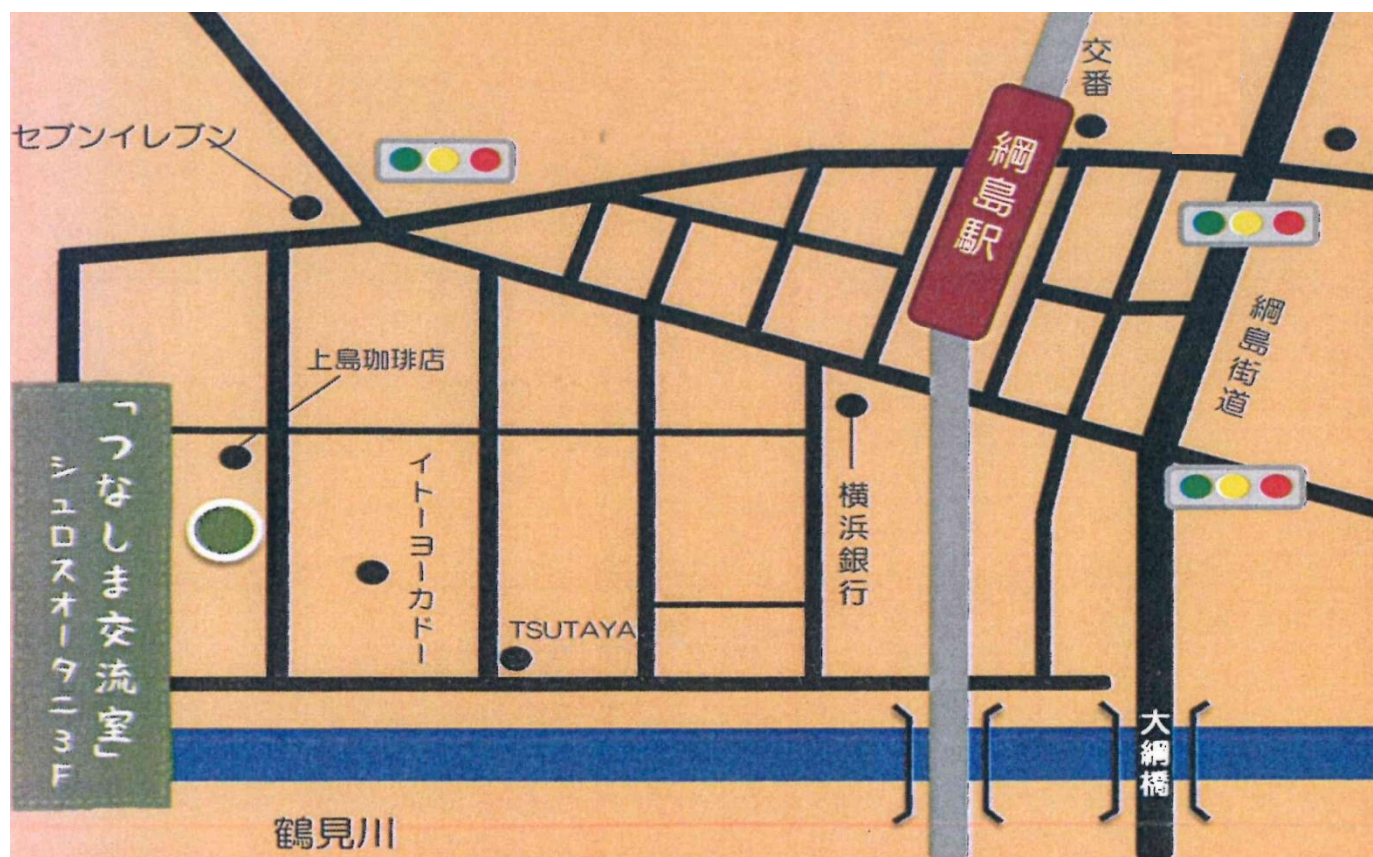 セブンイレブン
交番
綱島駅
綱島街道
上島珈琲店
イトーヨーカドー
横浜銀行
TSUTAYA
「つなしま交流室」
シュロスオータニ3F
大綱橋
鶴見川